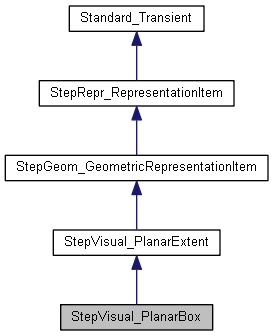 Standard_Transient
StepRepr_RepresentationItem
StepGeom_GeometricRepresentationItem
StepVisual_PlanarExtent
StepVisual_PlanarBox